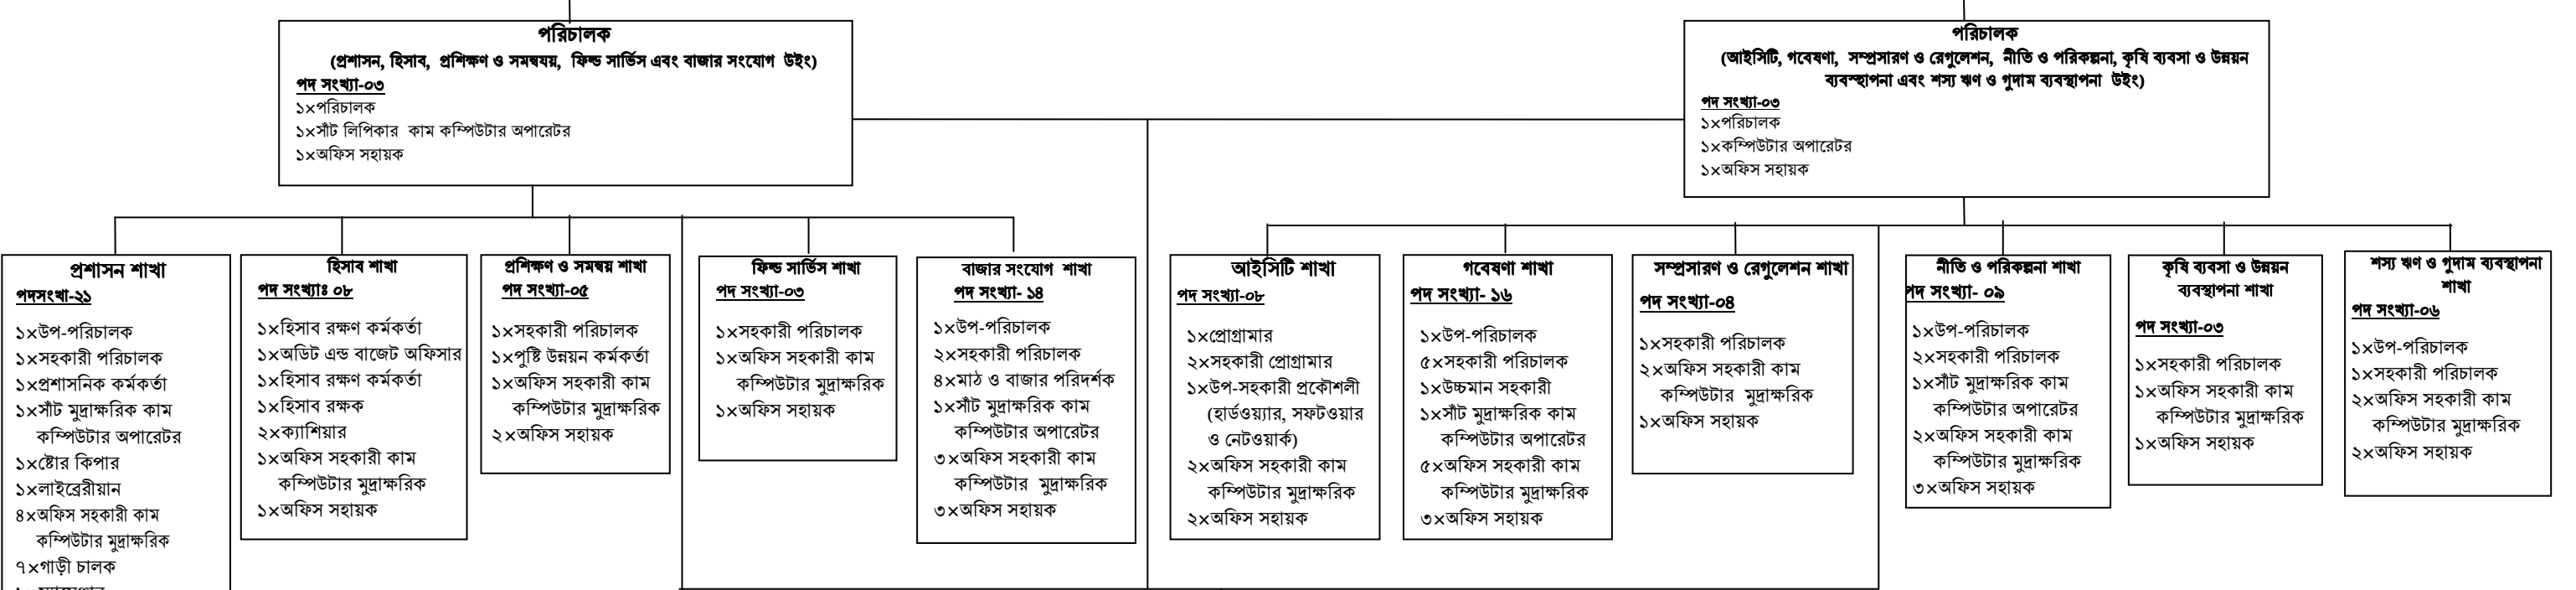 পরিচালক
(প্রশাসন, হিসাব, প্রশিক্ষণ ও সমন্বয়য়, ফিল্ড সার্ভিস এবং বাজার সংযোগ উইং)
পদ সংখ্যা-০৩
১×পরিচালক
১×সাঁট লিপিকার কাম কম্পিউটার অপারেটর
১×অফিস সহায়ক
পরিচালক
(আইসিটি, গবেষণা, সম্প্রসারণ ও রেগুলেশন, নীতি ও পরিকল্পনা, কৃষি ব্যবসা ও উন্নয়ন
ব্যবস্হাপনা এবং শস্য ঋণ ও গুদাম ব্যবস্থাপনা উইং)
পদ সংখ্যা-০৩
১×পরিচালক
১×কম্পিউটার অপারেটর
১×অফিস সহায়ক
প্রশাসন শাখা
পদসংখা-২১
১×উপ-পরিচালক
১×সহকারী পরিচালক
১×প্রশাসনিক কর্মকর্তা
১×সাঁট মুদ্রাক্ষরিক কাম
কম্পিউটার অপারেটর
১×ষ্টোর কিপার
১×লাইব্রেরীয়ান
৪×অফিস সহকারী কাম
কম্পিউটার মুদ্রাক্ষরিক
৭×গাড়ী চালক
হিসাব শাখা
পদ সংখ্যাঃ ০৮
১×হিসাব রক্ষণ কর্মকর্তা
১×অডিট এন্ড বাজেট অফিসার
১×হিসাব রক্ষণ কর্মকর্তা
১×হিসাব রক্ষক
২×ক্যাশিয়ার
১×অফিস সহকারী কাম
কম্পিউটার মুদ্রাক্ষরিক
১×অফিস সহায়ক
প্রশিক্ষণ ও সমন্বয় শাখা
পদ সংখ্যা-০৫
১×সহকারী পরিচালক
১×পুষ্টি উন্নয়ন কর্মকর্তা
১×অফিস সহকারী কাম
কম্পিউটার মুদ্রাক্ষরিক
২×অফিস সহায়ক
ফিল্ড সার্ভিস শাখা
পদ সংখ্যা-০৩
১×সহকারী পরিচালক
১×অফিস সহকারী কাম
কম্পিউটার মুদ্রাক্ষরিক
১×অফিস সহায়ক
বাজার সংযোগ শাখা
পদ সংখ্যা- ১৪
১×উপ-পরিচালক
২×সহকারী পরিচালক
৪×মাঠ ও বাজার পরিদর্শক
১×সাঁট মুদ্রাক্ষরিক কাম
কম্পিউটার অপারেটর
৩×অফিস সহকারী কাম
কম্পিউটার মুদ্রাক্ষরিক
৩×অফিস সহায়ক
আইসিটি শাখা
পদ সংখ্যা-০৮
১×প্রোগ্রামার
২×সহকারী প্রোগ্রামার
১×উপ-সহকারী প্রকৌশলী
(হার্ডওয়্যার, সফটওয়ার
ও নেটওয়ার্ক)
২×অফিস সহকারী কাম
কম্পিউটার মুদ্রাক্ষরিক
২×অফিস সহায়ক
গবেষণা শাখা
পদ সংখ্যা- ১৬
১×উপ-পরিচালক
৫×সহকারী পরিচালক
১×উচ্চমান সহকারী
১×সাঁট মুদ্রাক্ষরিক কাম
কম্পিউটার অপারেটর
৫×অফিস সহকারী কাম
কম্পিউটার মুদ্রাক্ষরিক
৩×অফিস সহায়ক
সম্প্রসারণ ও রেগুলেশন শাখা
পদ সংখ্যা-০৪
১×সহকারী পরিচালক
২×অফিস সহকারী কাম
কম্পিউটার মুদ্রাক্ষরিক
১×অফিস সহায়ক
নীতি ও পরিকল্পনা শাখা
পদ সংখ্যা- ০৯
১×উপ-পরিচালক
২×সহকারী পরিচালক
১×সাঁট মুদ্রাক্ষরিক কাম
কম্পিউটার অপারেটর
২×অফিস সহকারী কাম
কম্পিউটার মুদ্রাক্ষরিক
৩×অফিস সহায়ক
কৃষি ব্যবসা ও উন্নয়ন
ব্যবস্থাপনা শাখা
পদ সংখ্যা-০৩
১×সহকারী পরিচালক
১×অফিস সহকারী কাম
কম্পিউটার মুদ্রাক্ষরিক
১×অফিস সহায়ক
শস্য ঋণ ও গুদাম ব্যবস্থাপনা
শাখা
পদ সংখ্যা-০৬
১×উপ-পরিচালক
১×সহকারী পরিচালক
২×অফিস সহকারী কাম
কম্পিউটার মুদ্রাক্ষরিক
২×অফিস সহায়ক